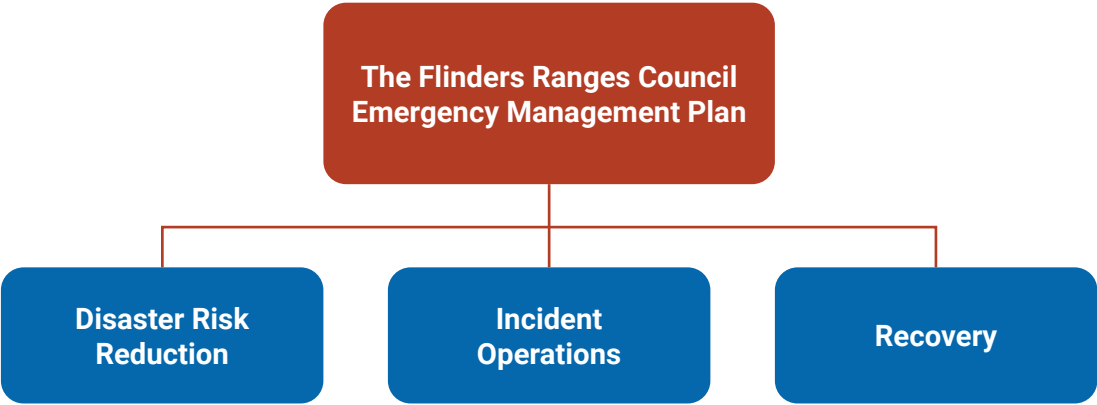 The Flinders Ranges Council
Emergency Management Plan
Disaster Risk
Reduction
Incident
Operations
Recovery